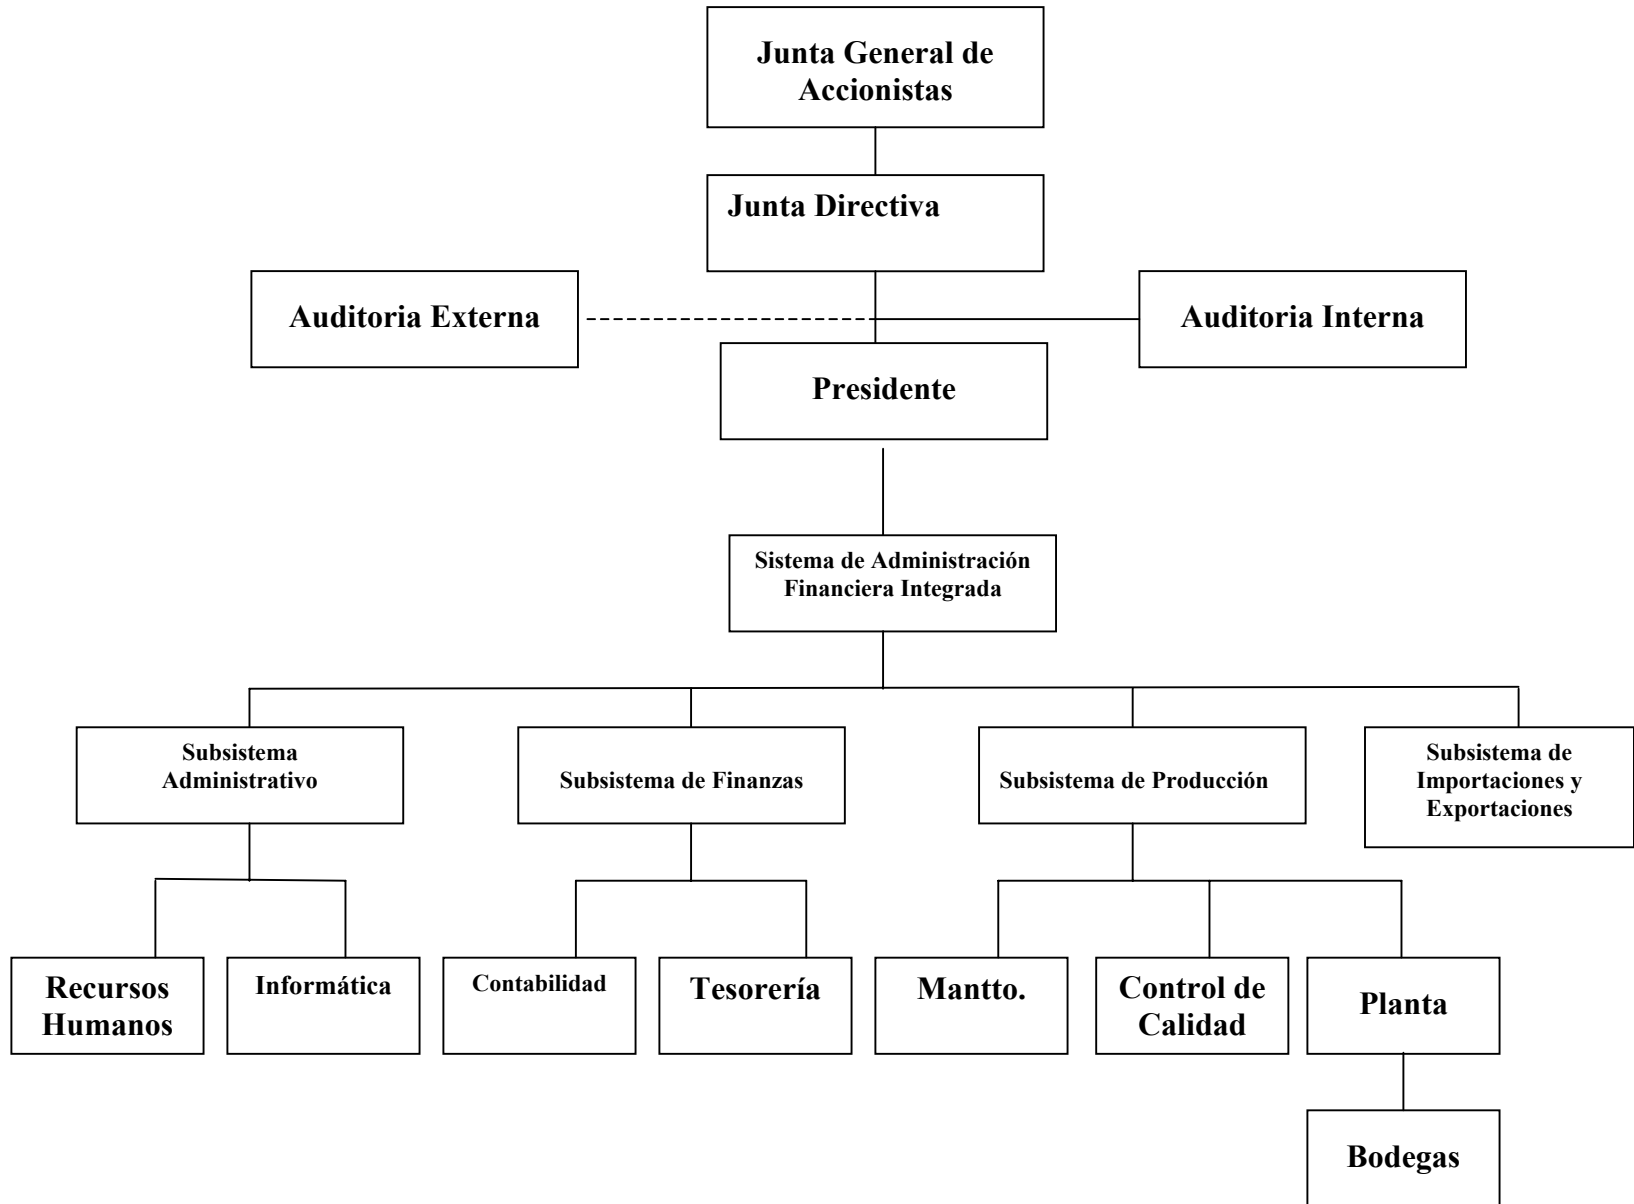 Junta General de
Accionistas
Junta Directiva
Auditoria Externa
Auditoria Interna
Presidente
Sistema de Administración
Financiera Integrada
Subsistema
Administrativo
Subsistema de Finanzas
Subsistema de Producción
Subsistema de
Importaciones y
Exportaciones
Recursos
Humanos
Informática
Contabilidad
Tesorería
Mantto.
Control de
Calidad
Planta
Bodegas